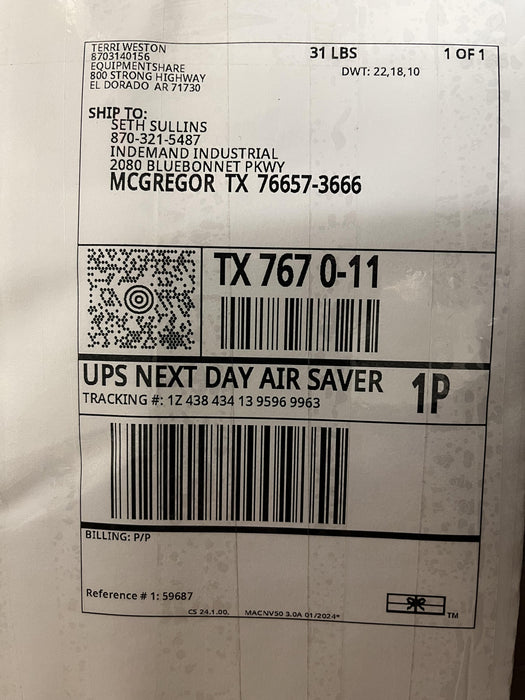 TERRI WESTON
8703140156
EQUIPMENTSHARE
800 STRONG HIGHWAY
EL DORADO AR 71730
31 LBS
1 OF 1
DWT: 22,18,10
SHIP TO:
SETH SULLINS
870-321-5487
INDEMAND INDUSTRIAL
2080 BLUEBONNET PKWY
MCGREGOR TX 76657-3666
TX 767 0-11
UPS NEXT DAY AIR SAVER
TRACKING #: 1Z 438 434 13 9596 9963
1P
BILLING: P/P
Reference # 1: 59687
CS 24.1.00. MACNV50 3.0A 01/2024*
TM